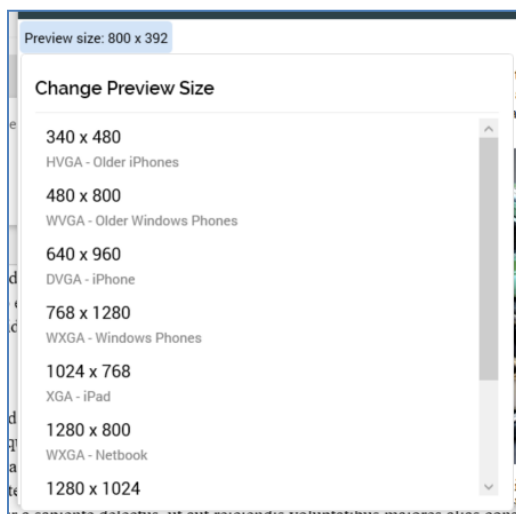 Preview size: 800 x 392
Change Preview Size
340 x 480
HVGA - Older iPhones
480 x 800
WVGA - Older Windows Phones
640 x 960
DVGA - iPhone
768 x 1280
WXGA - Windows Phones
1024 x 768
XGA - iPad
1280 x 800
WXGA - Netbook
1280 x 1024